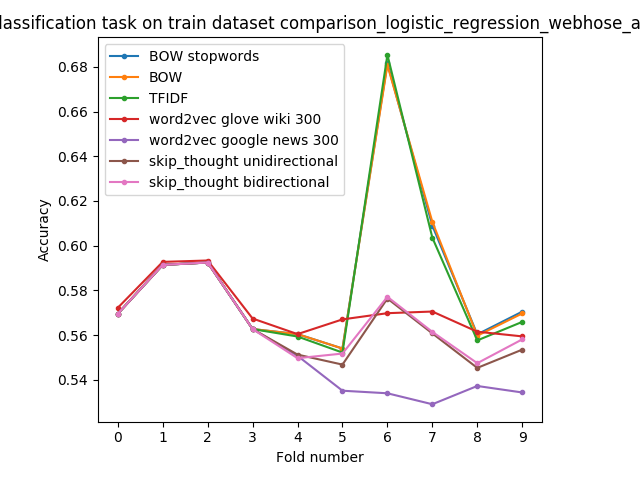 lassification task on train dataset comparison_logistic_regression_webhose_a
BOW stopwords
BOW
TFIDF
word2vec glove wiki 300
word2vec google news 300
skip_thought unidirectional
skip_thought bidirectional
Accuracy
0.68
0.66
0.64
0.62
0.60
0.58
0.56
0.54
0 1 2 3 4 5 6 7 8 9
Fold number